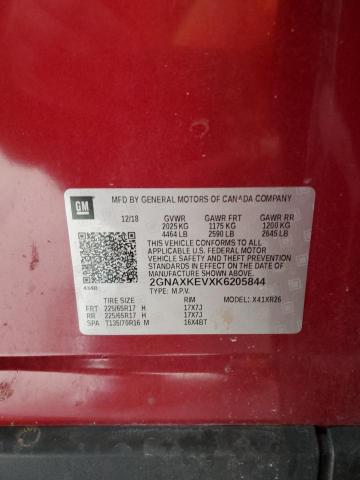 GM
MFD BY GENERAL MOTORS OF CANADA COMPANY
12/18 GVWR GAWR FRT GAWR RR
2025 KG 1175 KG 1200 KG
4464 LB 2590 LB 2645 LB
THIS VEHICLE CONFORMS TO ALL
APPLICABLE U.S. FEDERAL MOTOR
VEHICLE SAFETY, BUMPER, AND THEFT
PREVENTION STANDARDS IN EFFECT ON
THE DATE OF MANUFACTURE SHOWN ABOVE.
2GNAXKEVXK6205844
TYPE: M.P.V. MODEL: X41XR26
TIRE SIZE RIM
FRT 225/65R17 H 17X7J
RR 225/65R17 H 17X7J
SPA T135/70R16 M 16X4BT